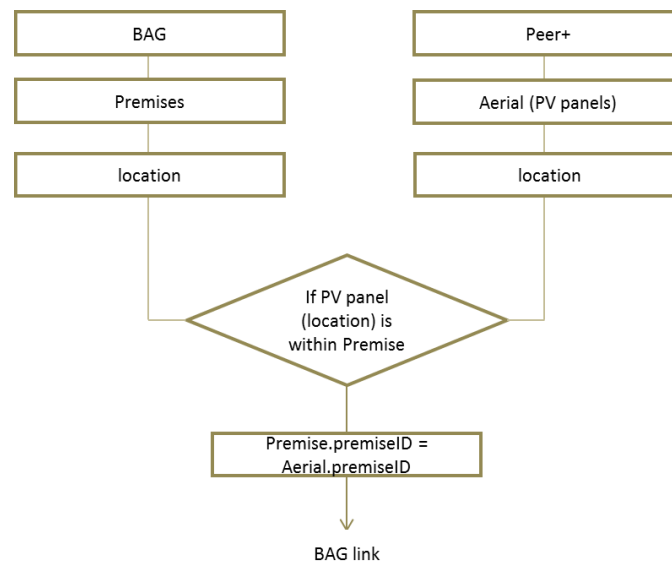 BAG
Peer+
Premises
Aerial (PV panels)
location
location
If PV panel
(location) is
within Premise
Premise.premiseID =
Aerial.premiseID
BAG link